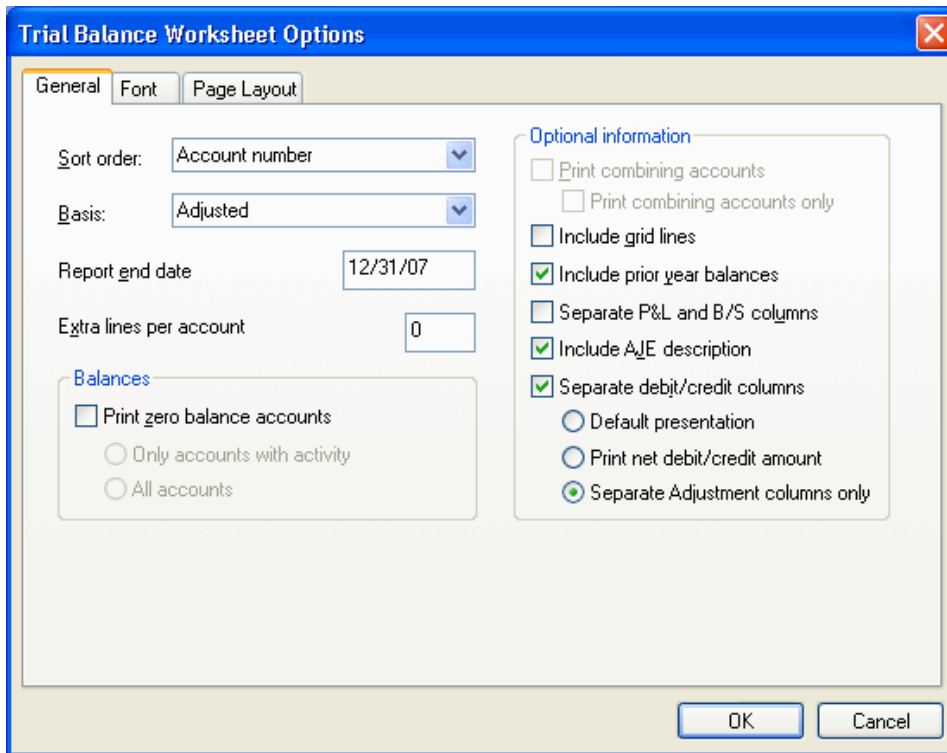 Trial Balance Worksheet Options
General
Font
Page Layout
Sort order:
Account number
Basis:
Adjusted
Report end date
12/31/07
Extra lines per account
0
Balances
Print zero balance accounts
Only accounts with activity
All accounts
Optional information
Print combining accounts
Print combining accounts only
Include grid lines
Include prior year balances
Separate P&L and B/S columns
Include AJE description
Separate debit/credit columns
Default presentation
Print net debit/credit amount
Separate Adjustment columns only
OK
Cancel